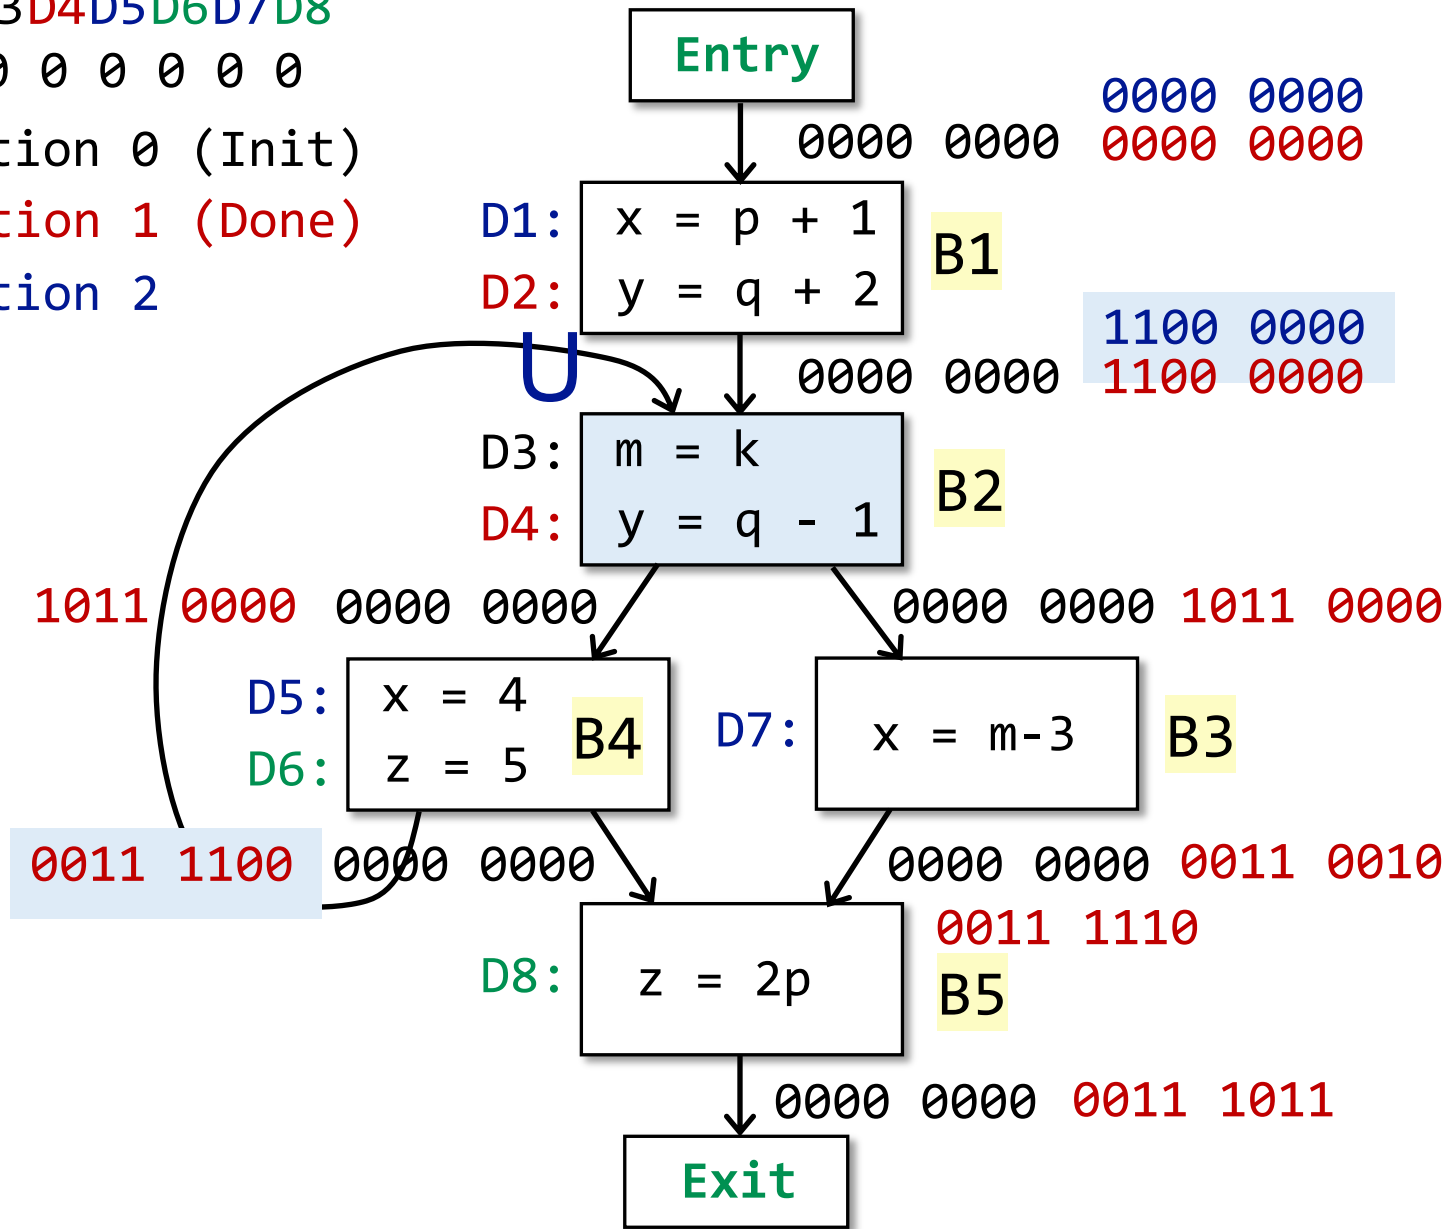 3D4D5D6D7D8
0 0 0 0 0 0
Entry
0000 0000
0000 0000 0000 0000
tion 0 (Init)
tion 1 (Done)
tion 2
D1: x = p + 1
D2: y = q + 2
B1
1100 0000
U
0000 0000 1100 0000
D3: m = k
D4: y = q - 1
B2
1011 0000 0000 0000
0000 0000 1011 0000
D5: x = 4
D6: z = 5
B4
D7: x = m-3
B3
0011 1100 0000 0000
0000 0000 0011 0010
0011 1110
D8: z = 2p
B5
0000 0000 0011 1011
Exit